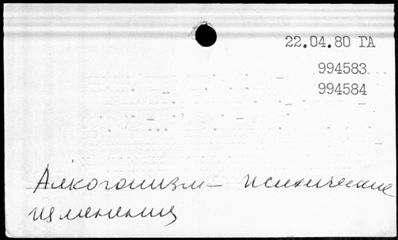 22.04.80 ГА
994583
994584
Алкоголизм - психические
изменения